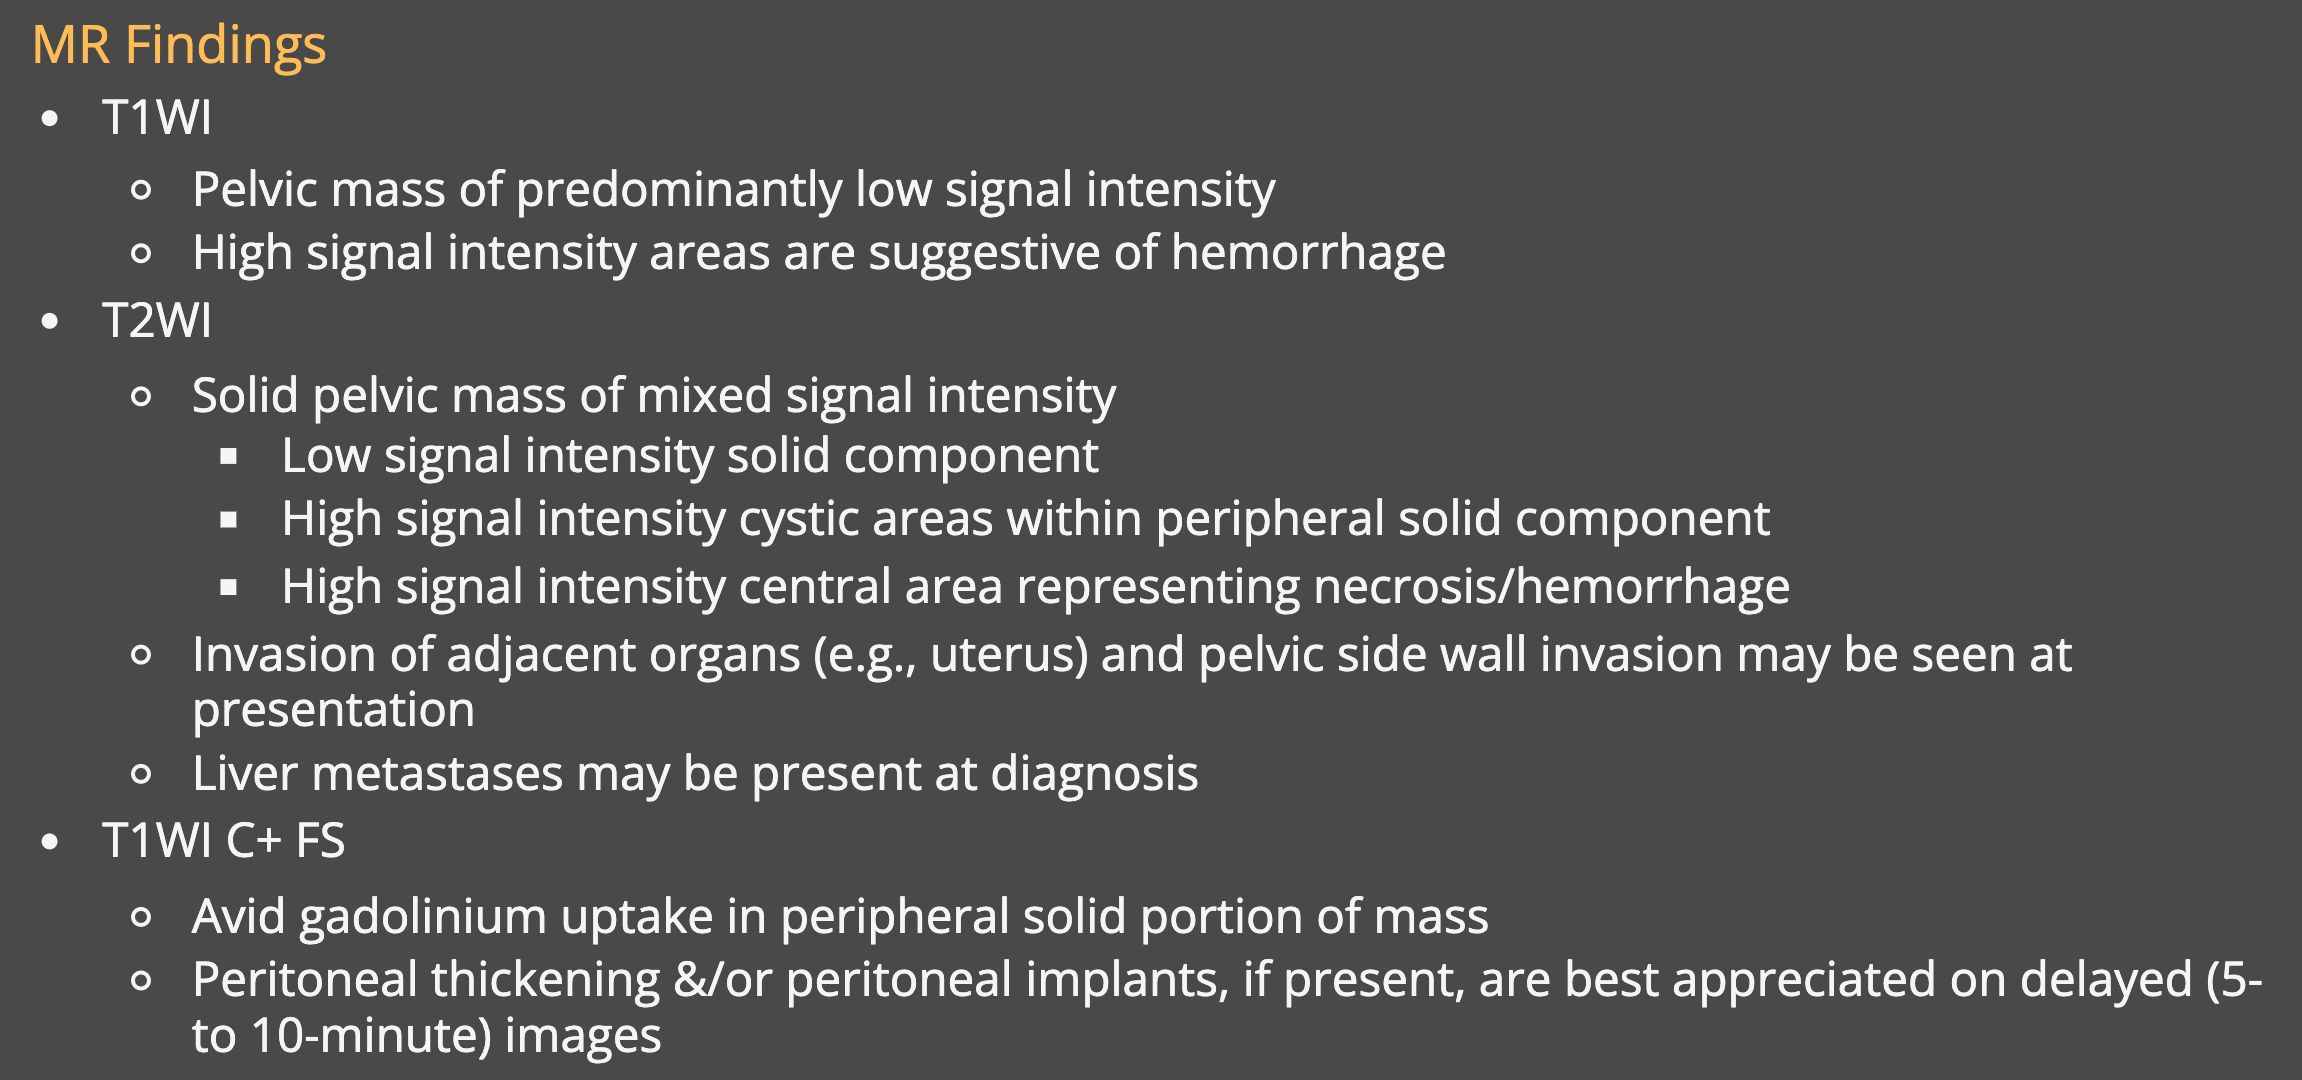 MR Findings
• T1WI
○ Pelvic mass of predominantly low signal intensity
○ High signal intensity areas are suggestive of hemorrhage
• T2WI
○ Solid pelvic mass of mixed signal intensity
▪ Low signal intensity solid component
▪ High signal intensity cystic areas within peripheral solid component
▪ High signal intensity central area representing necrosis/hemorrhage
○ Invasion of adjacent organs (e.g., uterus) and pelvic side wall invasion may be seen at
presentation
○ Liver metastases may be present at diagnosis
• T1WI C+ FS
○ Avid gadolinium uptake in peripheral solid portion of mass
○ Peritoneal thickening &/or peritoneal implants, if present, are best appreciated on delayed (5-
to 10-minute) images